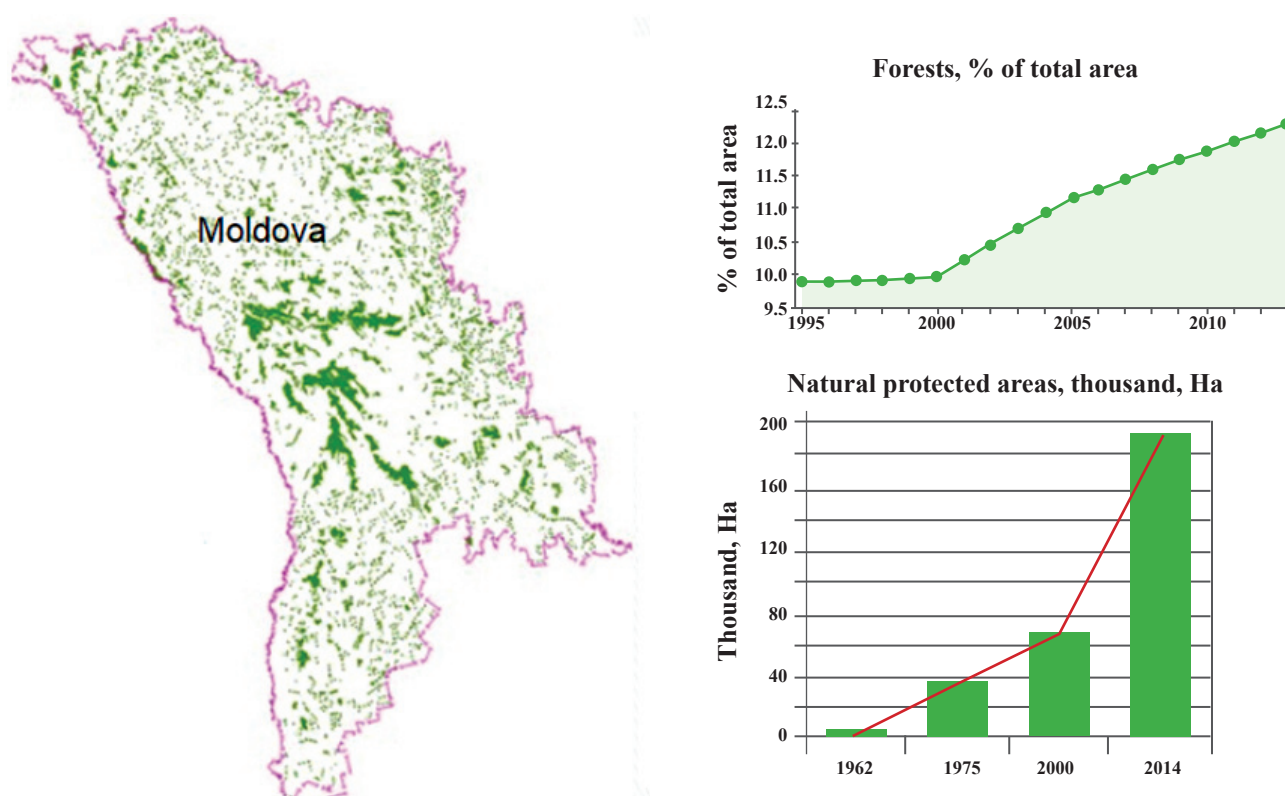 Moldova
Forests, % of total area
% of total area
12.5
12.0
11.5
11.0
10.5
10.0
9.5
1995 2000 2005 2010
Natural protected areas, thousand, Ha
Thousand, Ha
200
160
120
80
40
0
1962 1975 2000 2014